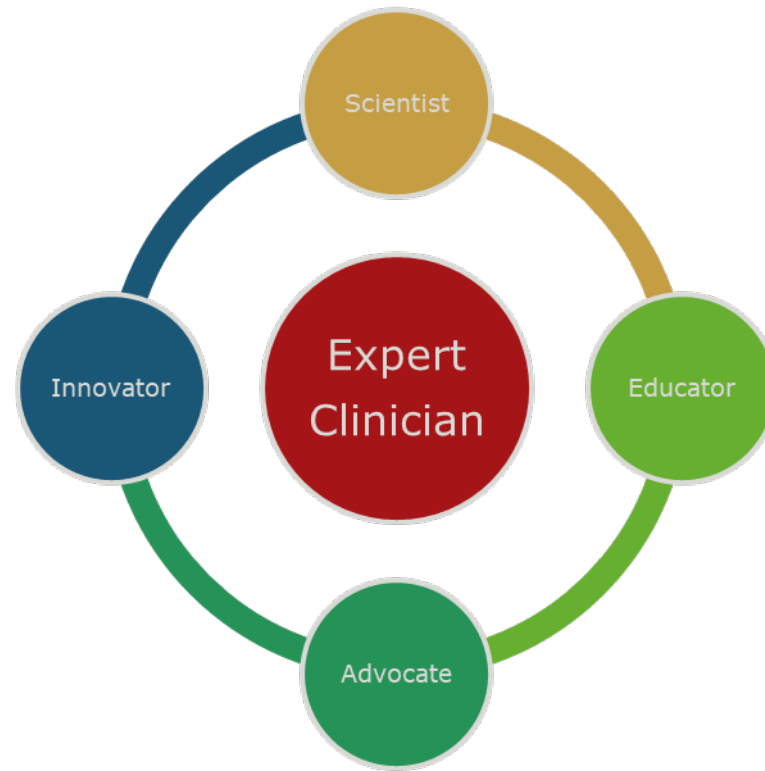 Scientist
Expert
Clinician
Innovator
Educator
Advocate